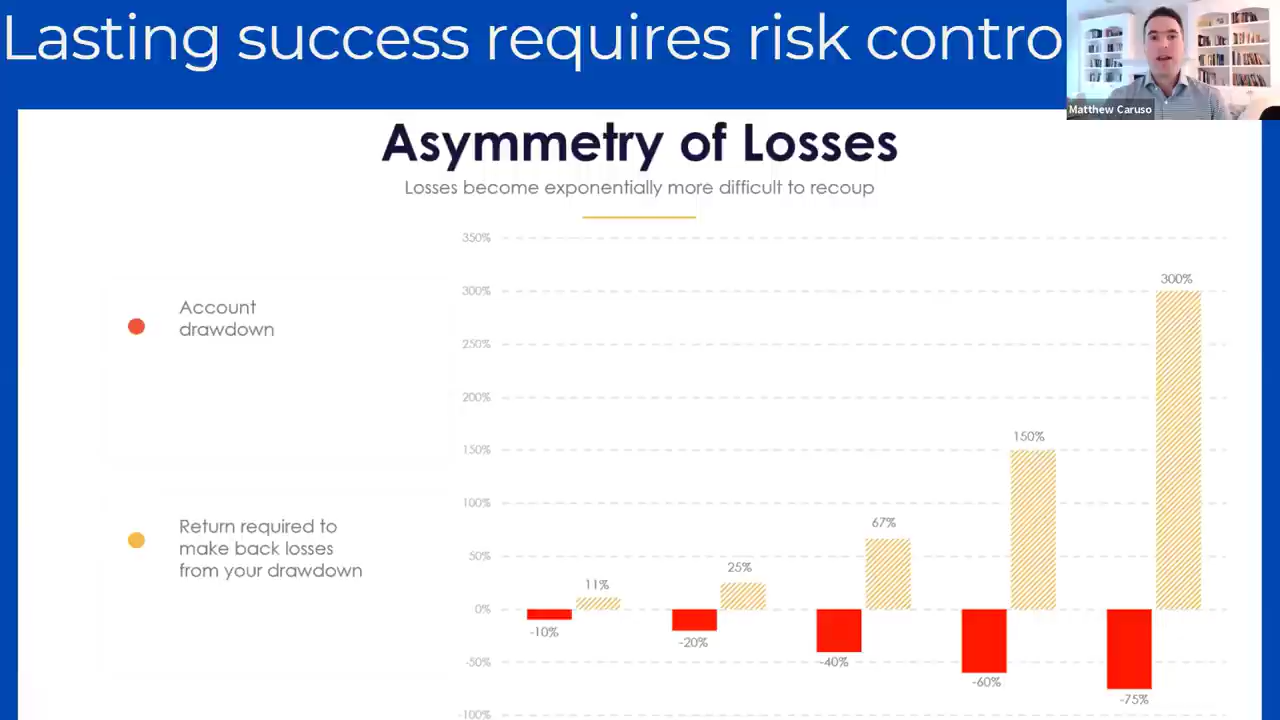 Lasting success requires risk contro
Matthew Caruso
Asymmetry of Losses
Losses become exponentially more difficult to recoup
Account
drawdown
Return required to
make back losses
from your drawdown
350%
300%
250%
200%
150%
100%
50%
0%
-50%
-100%
11%
25%
67%
150%
300%
-10%
-20%
-40%
-60%
-75%